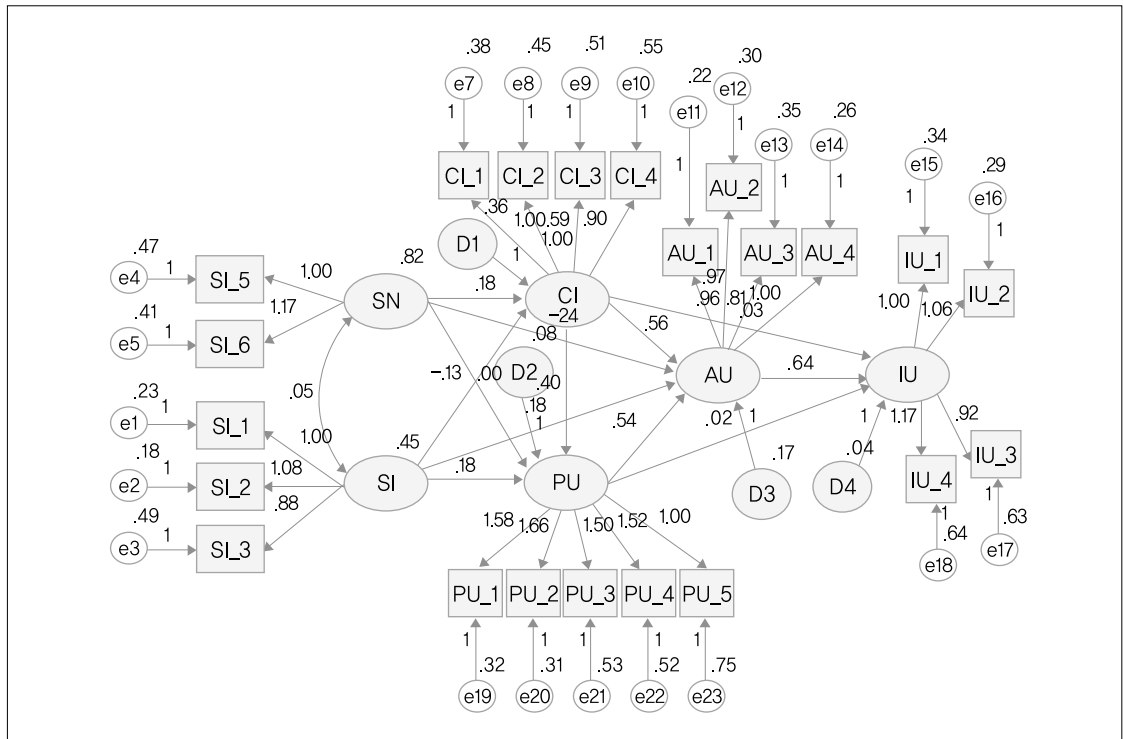 .38 .45 .51 .55
e7 e8 e9 e10
1 1 1 1
.22 .30
e11 e12
.35 .26
e13 e14
1 1 1 1
.34 .29
e15 e16
1 1
CI_1 CI_2 CI_3 CI_4
AU_1 AU_2 AU_3 AU_4
IU_1 IU_2
.36 1.00 .59 .90
1.00
D1 1
.47
e4 1 SI_5 1.00
.82
SN .18 CI
-24
.41
e5 1 SI_6 1.17
.97
.96 .81 1.00
.03
1.00 1.06
.08 .56
-.13 .00 D2 .40
AU .64 IU
.05
.23
e1 1 SI_1 1.00
.45
.18 1
.54 .02 1 1 1.17 .92
.18
e2 1 SI_2 1.08
SI .18 PU
.17 .04
D3 D4
IU_4 IU_3
.49
e3 1 SI_3 .88
1.58 1.66 1.50 1.52 1.00
1 1
.64 .63
e18 e17
PU_1 PU_2 PU_3 PU_4 PU_5
1 1 1 1 1
.32 .31 .53 .52 .75
e19 e20 e21 e22 e23